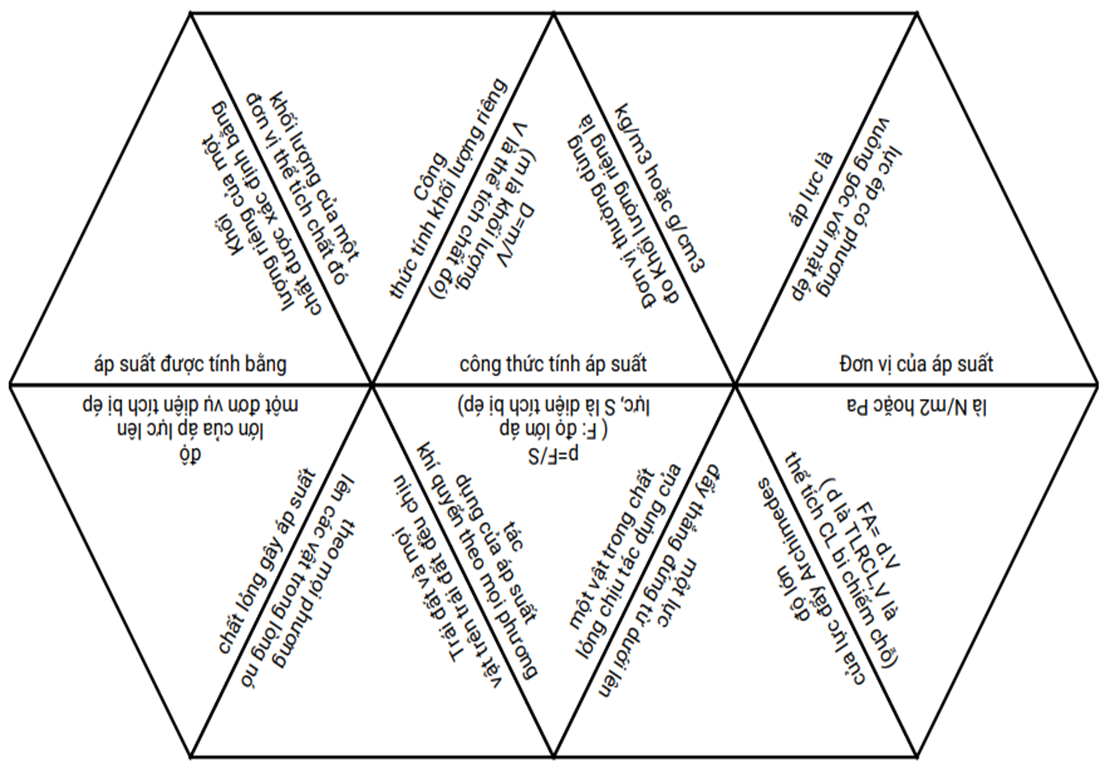 Khối
lượng riêng của một
chất được xác định bằng
khối lượng của một
đơn vị thể tích chất đó
Công
thức tính khối lượng riêng
D=m/V
(m là khối lượng,
V là thể tích chất đó)
Đơn vị thường dùng
đo Khối lượng riêng là
kg/m3 hoặc g/cm3
áp lực là
lực ép có phương
vuông góc với mặt ép
áp suất được tính bằng
độ
lớn của áp lực lên
một đơn vụ diện tích bị ép
công thức tính áp suất
p=F/S
( F: độ lớn áp
lực, S là diện tích bị ép)
Đơn vị của áp suất
là N/m2 hoặc Pa
chất lỏng gây áp suất
theo mọi phương
lên các vật trong lòng nó
Trái đất và mọi
vật trên trái đất đều chịu
tác
dụng của áp suất
khí quyển theo mọi phương
một vật trong chất
lọng chịu tác dụng của
một lực
đẩy thẳng đứng từ dưới lên
độ lớn
của lực đẩy Archimedes
FA= d.V
( d là TLRCL,V là
thể tích CL bi chiếm chỗ)